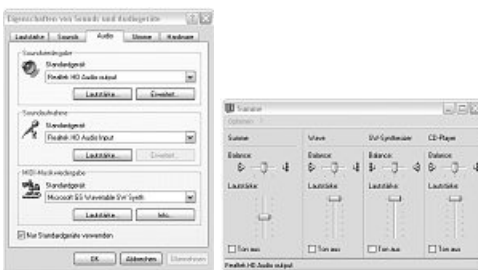 Eigenschaften von Sounds und Audiogeräte
Lautstärke Sounds Audio Stimme Hardware
Soundwiedergabe
Standardgerät:
Realtek HD Audio output
Lautstärke... Erweitert...
Soundaufnahme
Standardgerät:
Realtek HD Audio Input
Lautstärke... Erweitert...
MIDI-Musikwiedergabe
Standardgerät:
Microsoft GS Wavetable SW Synth
Lautstärke... Info...
Nur Standardgeräte verwenden
OK Abbrechen Übernehmen
Summe
Optionen ?
Summe Wave SW-Synthesizer CD-Player
Balance: Balance: Balance: Balance:
Lautstärke: Lautstärke: Lautstärke: Lautstärke:
Ton aus Ton aus Ton aus Ton aus
Realtek HD Audio output